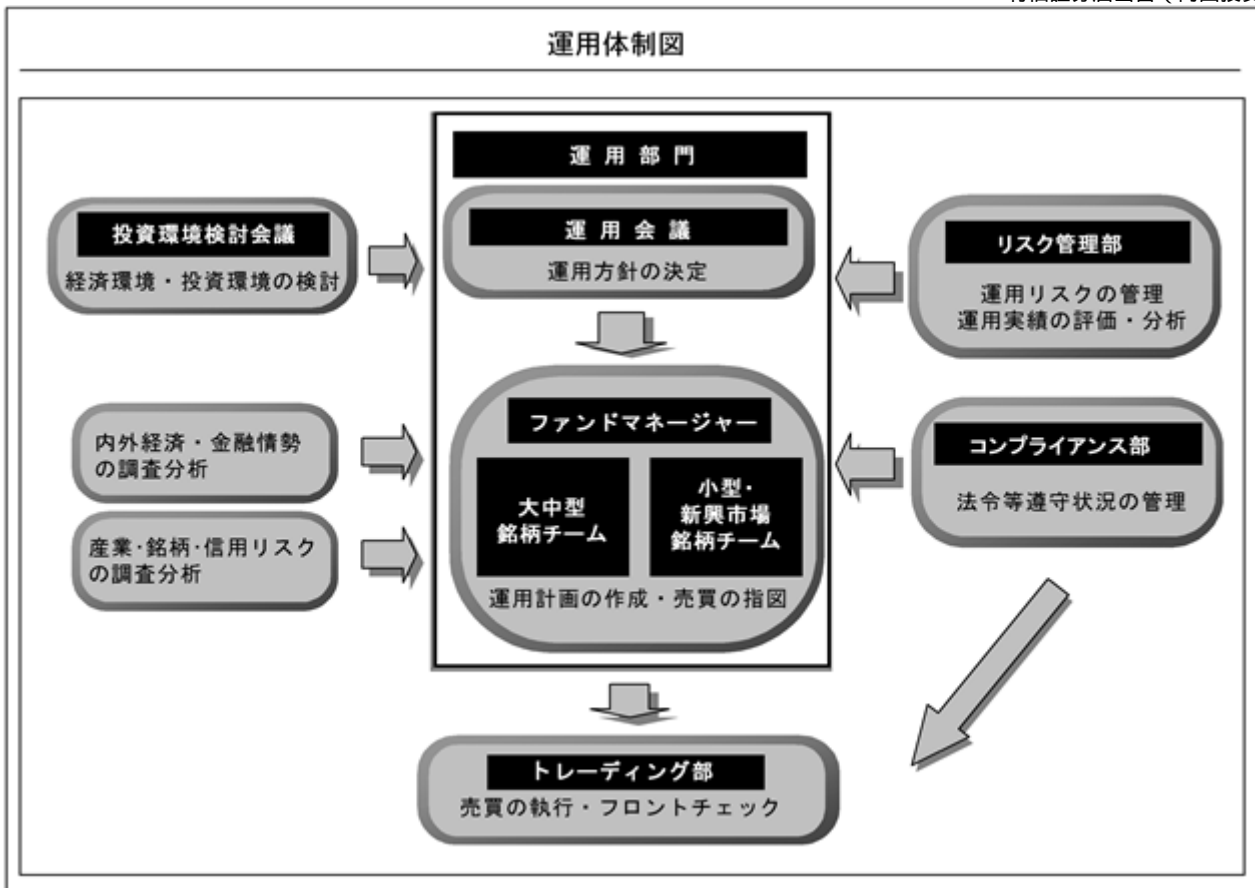 運用体制図
運用部門
運用会議
運用方針の決定
投資環境検討会議
経済環境・投資環境の検討
リスク管理部
運用リスクの管理
運用実績の評価・分析
内外経済・金融情勢
の調査分析
産業・銘柄・信用リスク
の調査分析
ファンドマネージャー
大中型
銘柄チーム
小型・
新興市場
銘柄チーム
運用計画の作成・売買の指図
コンプライアンス部
法令等遵守状況の管理
トレーディング部
売買の執行・フロントチェック